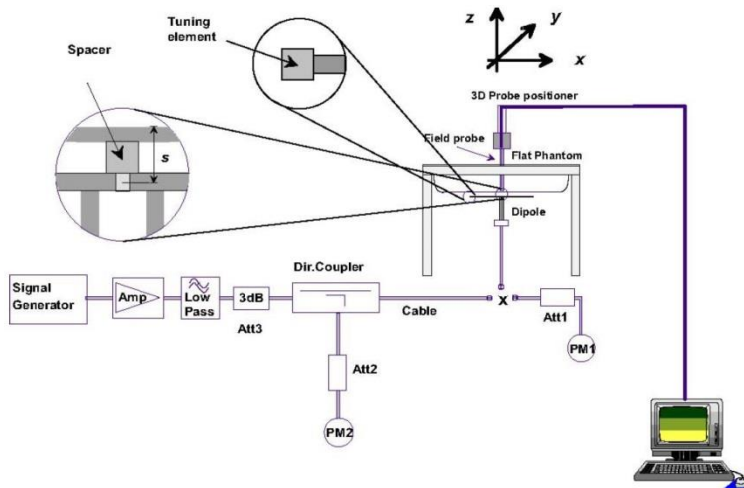 Tuning
element
Spacer
s
z
y
x
3D Probe positioner
Field probe
Flat Phantom
Dipole
Signal
Generator
Amp
Low
Pass
3dB
Att3
Dir.Coupler
Cable
x
Att1
PM1
Att2
PM2